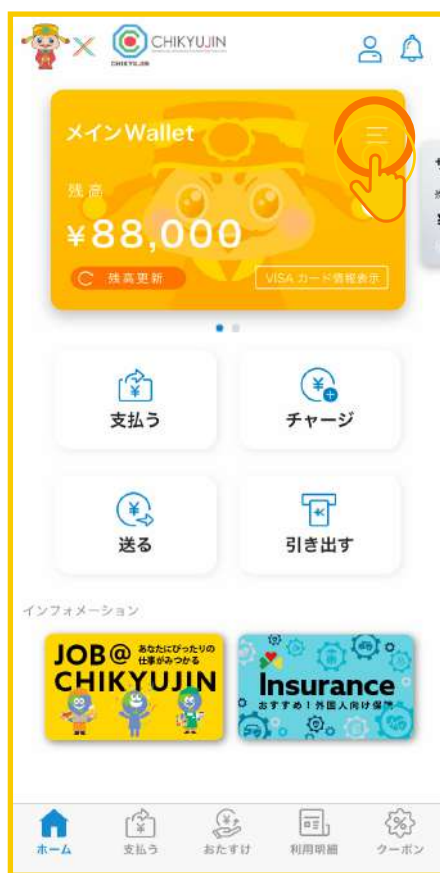 CHIKYUJIN
CHIKYUJIN
メインWallet
残高
¥88,000
残高更新
VISA カード情報表示
支払う
チャージ
送る
引き出す
インフォメーション
JOB@ あなたにぴったりの
仕事がみつかる
CHIKYUJIN
Insurance
おすすめ!外国人向け保険
ホーム
支払う
おたすけ
利用明細
クーポン